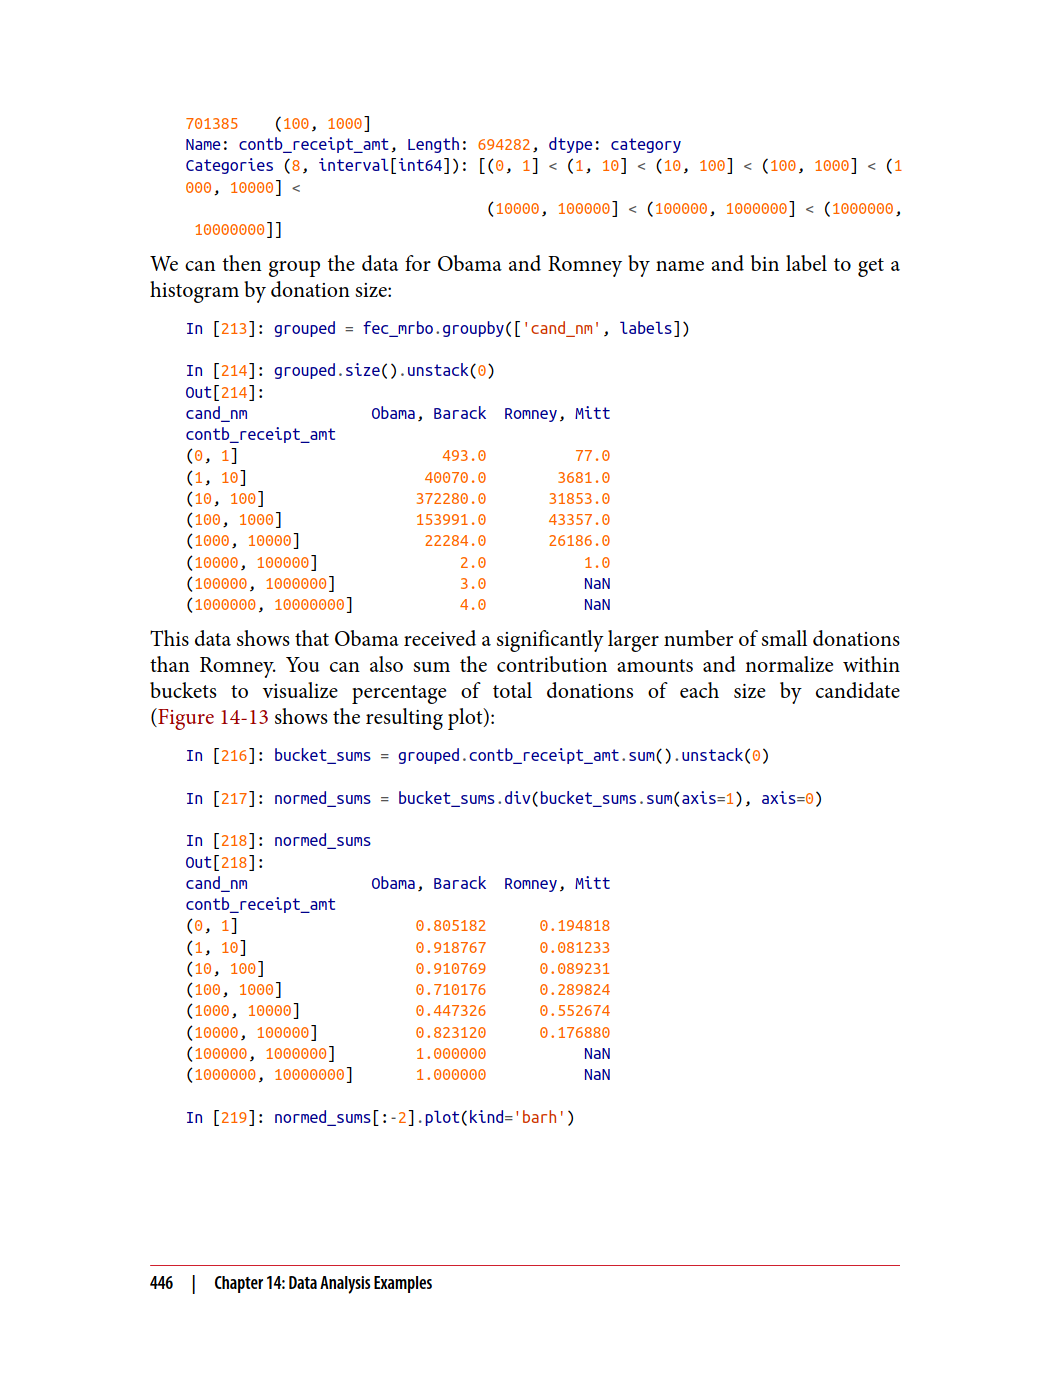 701385    (100, 1000]
Name: contb_receipt_amt, Length: 694282, dtype: category
Categories (8, interval[int64]): [(0, 1] < (1, 10] < (10, 100] < (100, 1000] < (1
000, 10000] <
                                  (10000, 100000] < (100000, 1000000] < (1000000,
 10000000]]
We can then group the data for Obama and Romney by name and bin label to get a
histogram by donation size:
In [213]: grouped = fec_mrbo.groupby(['cand_nm', labels])
In [214]: grouped.size().unstack(0)
Out[214]:
cand_nm              Obama, Barack  Romney, Mitt
contb_receipt_amt
(0, 1]                       493.0          77.0
(1, 10]                    40070.0        3681.0
(10, 100]                 372280.0       31853.0
(100, 1000]               153991.0       43357.0
(1000, 10000]              22284.0       26186.0
(10000, 100000]                2.0           1.0
(100000, 1000000]              3.0           NaN
(1000000, 10000000]            4.0           NaN
This data shows that Obama received a significantly larger number of small donations
than Romney. You can also sum the contribution amounts and normalize within
buckets to visualize percentage of total donations of each size by candidate
(Figure 14-13 shows the resulting plot):
In [216]: bucket_sums = grouped.contb_receipt_amt.sum().unstack(0)
In [217]: normed_sums = bucket_sums.div(bucket_sums.sum(axis=1), axis=0)
In [218]: normed_sums
Out[218]:
cand_nm              Obama, Barack  Romney, Mitt
contb_receipt_amt
(0, 1]                    0.805182      0.194818
(1, 10]                   0.918767      0.081233
(10, 100]                 0.910769      0.089231
(100, 1000]               0.710176      0.289824
(1000, 10000]             0.447326      0.552674
(10000, 100000]           0.823120      0.176880
(100000, 1000000]         1.000000           NaN
(1000000, 10000000]       1.000000           NaN
In [219]: normed_sums[:-2].plot(kind='barh')
446 | Chapter 14: Data Analysis Examples